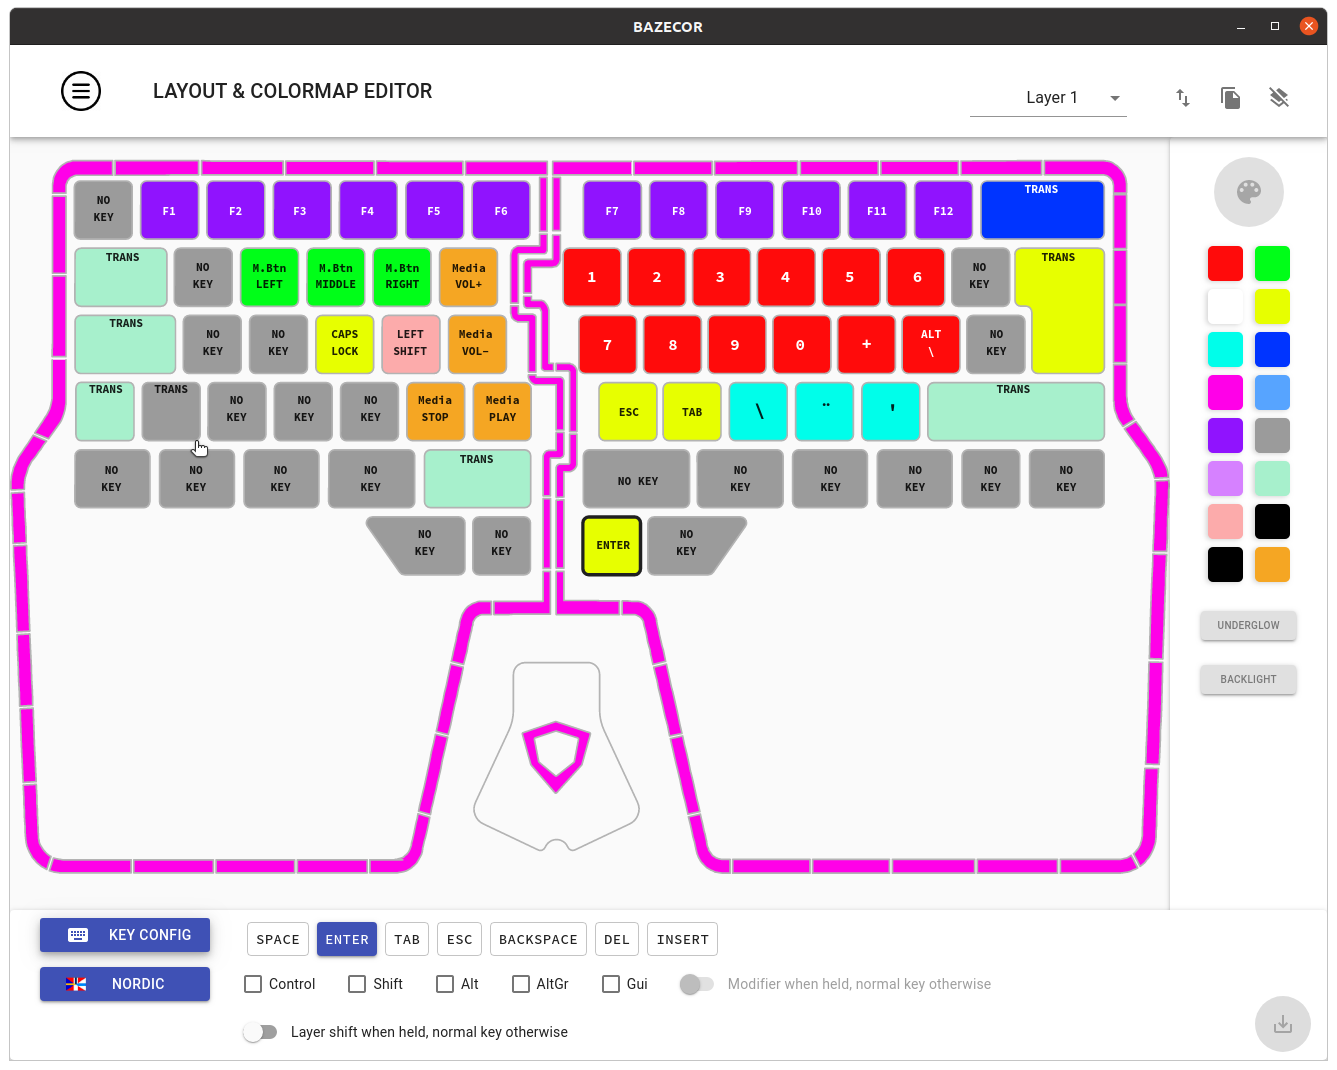 BAZECOR
LAYOUT & COLORMAP EDITOR
Layer 1
NO
KEY
F1
F2
F3
F4
F5
F6
F7
F8
F9
F10
F11
F12
TRANS
TRANS
NO
KEY
M.Btn
LEFT
M.Btn
MIDDLE
M.Btn
RIGHT
Media
VOL+
1
2
3
4
5
6
NO
KEY
TRANS
TRANS
NO
KEY
NO
KEY
CAPS
LOCK
LEFT
SHIFT
Media
VOL-
7
8
9
0
+
ALT
\
NO
KEY
TRANS
TRANS
NO
KEY
NO
KEY
NO
KEY
Media
STOP
Media
PLAY
ESC
TAB
\
¨
'
TRANS
NO
KEY
NO
KEY
NO
KEY
NO
KEY
TRANS
NO KEY
NO
KEY
NO
KEY
NO
KEY
NO
KEY
NO
KEY
NO
KEY
NO
KEY
ENTER
NO
KEY
UNDERGLOW
BACKLIGHT
KEY CONFIG
SPACE
ENTER
TAB
ESC
BACKSPACE
DEL
INSERT
NORDIC
Control
Shift
Alt
AltGr
Gui
Modifier when held, normal key otherwise
Layer shift when held, normal key otherwise